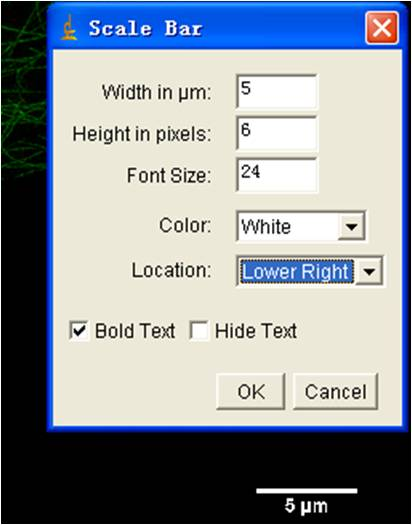 Scale Bar
Width in µm: 5
Height in pixels: 6
Font Size: 24
Color: White
Location: Lower Right
Bold Text Hide Text
OK Cancel
5 µm